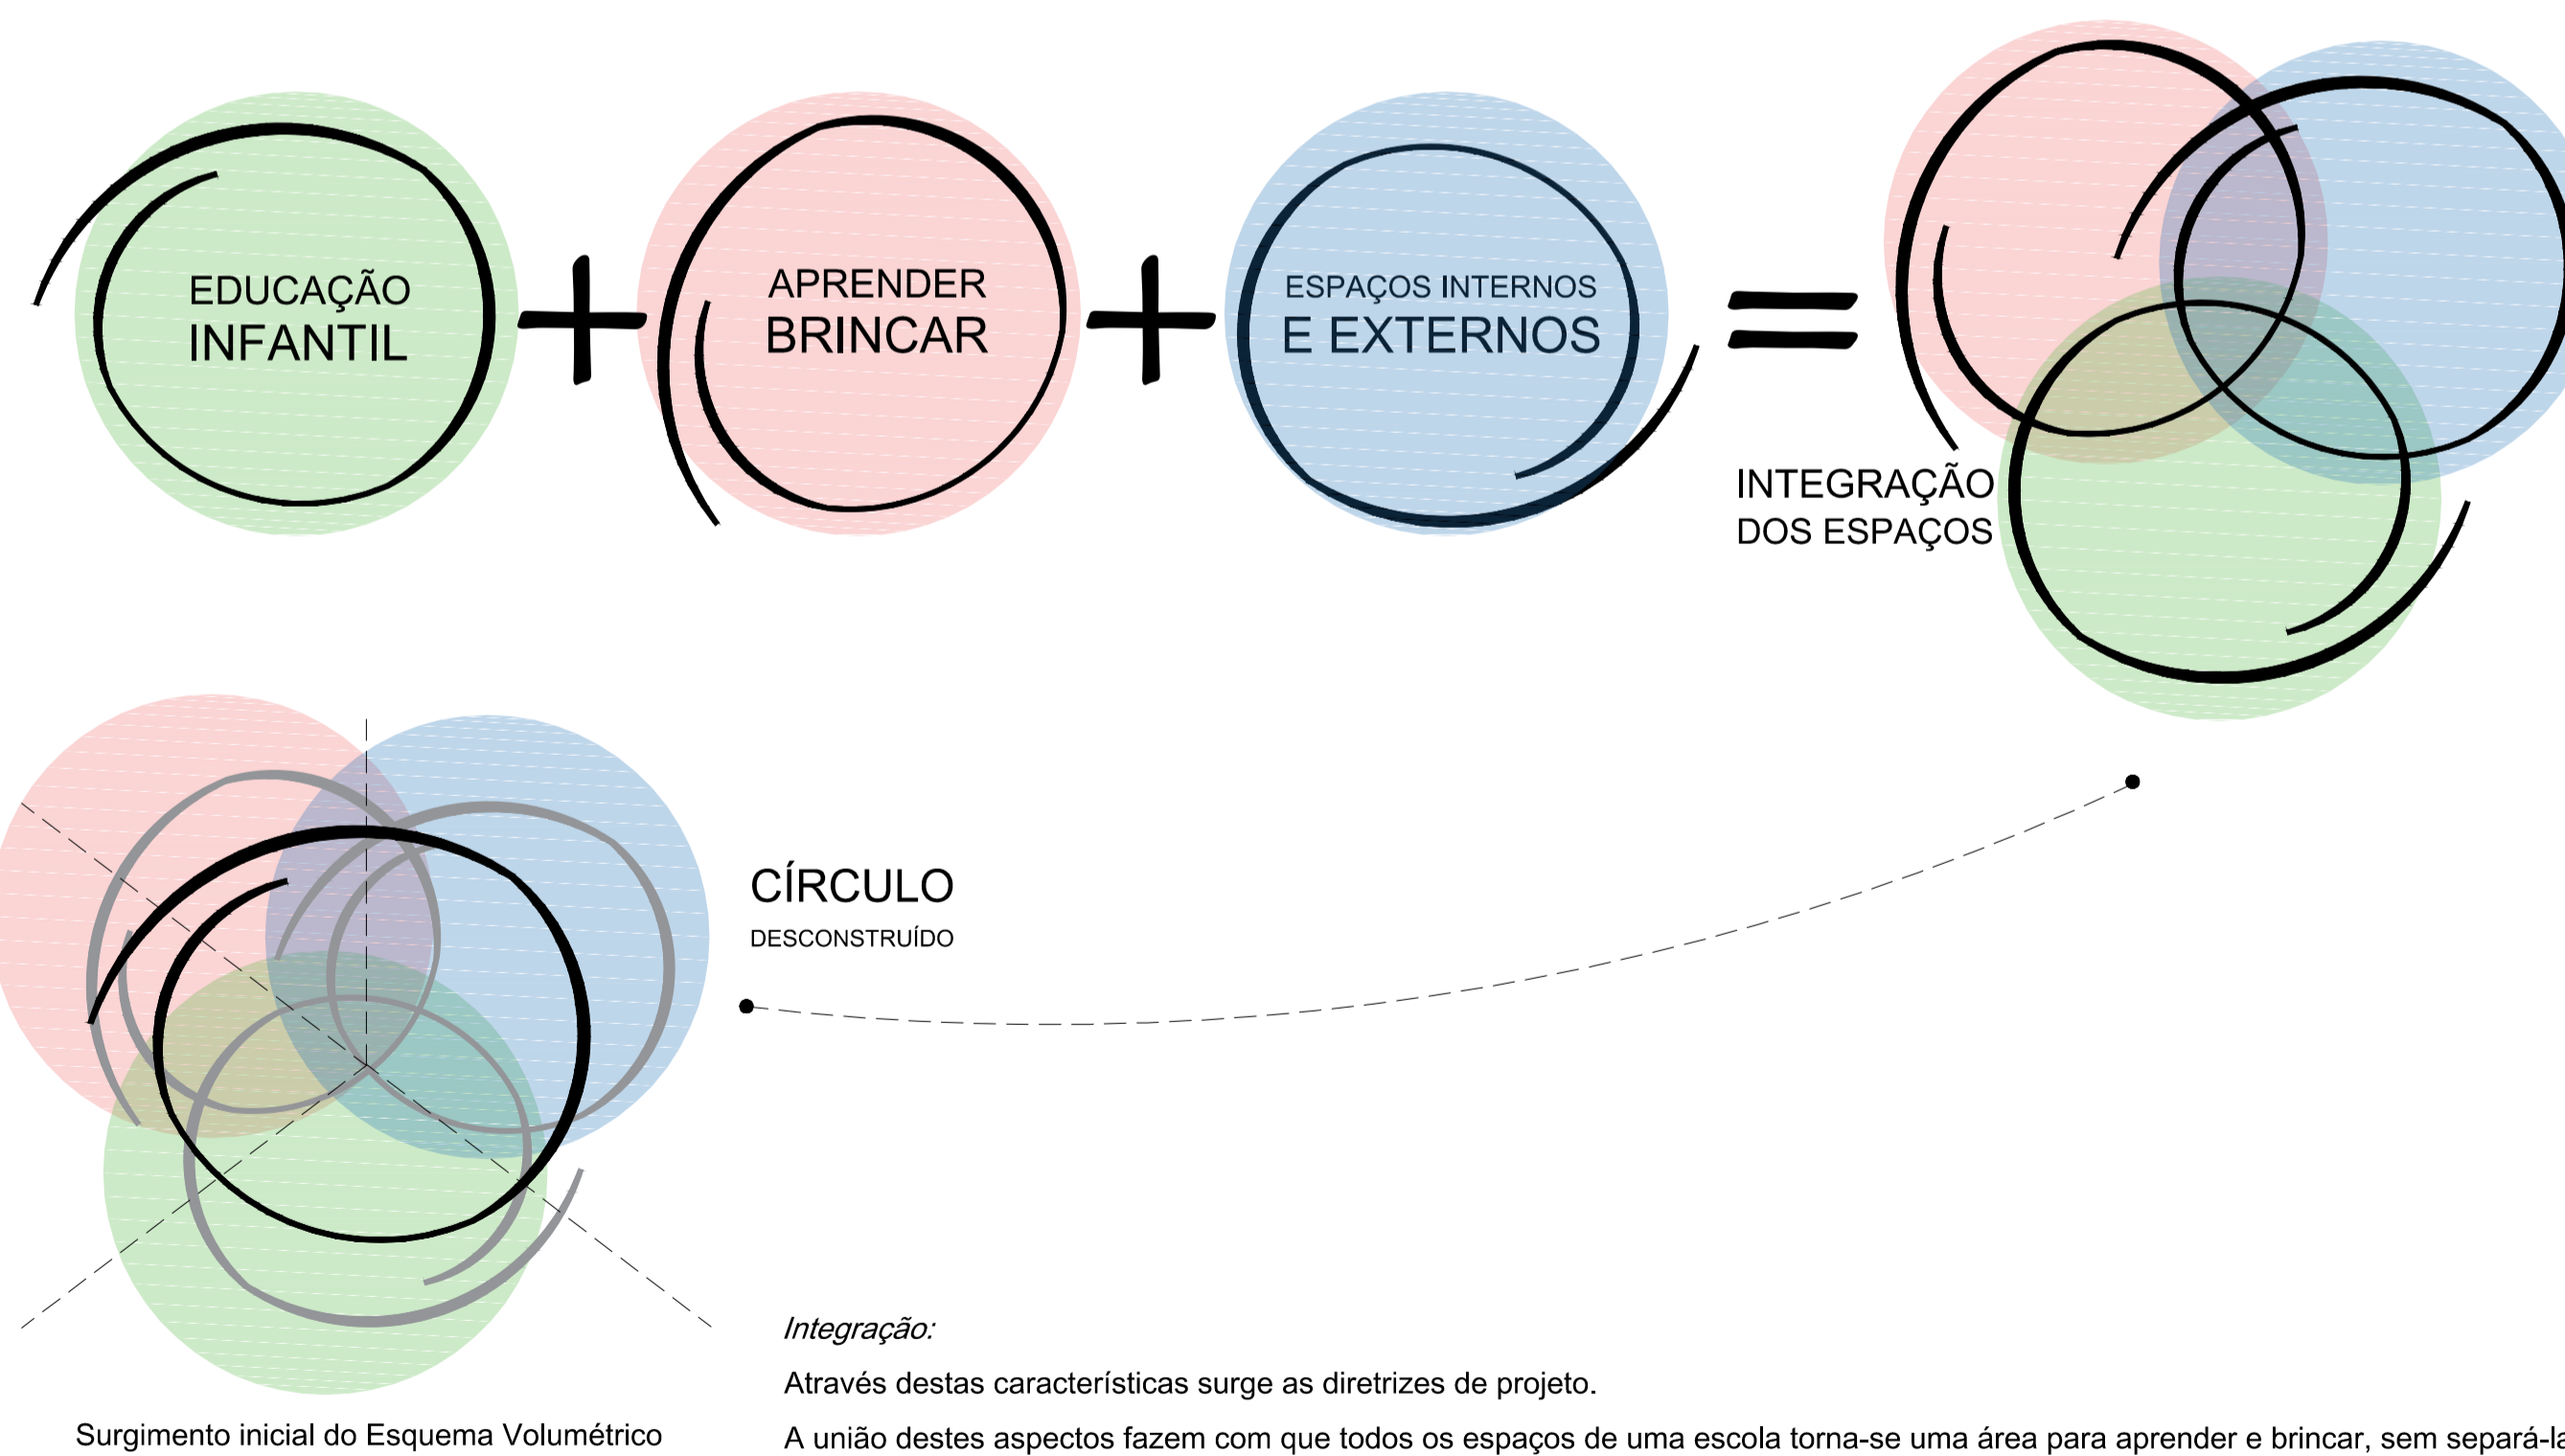 EDUCAÇÃO
INFANTIL
APRENDER
BRINCAR
ESPAÇOS INTERNOS
E EXTERNOS
INTEGRAÇÃO
DOS ESPAÇOS
CÍRCULO
DESCONSTRUÍDO
Surgimento inicial do Esquema Volumétrico
Integração:
Através destas características surge as diretrizes de projeto.
A união destes aspectos fazem com que todos os espaços de uma escola torna-se uma área para aprender e brincar, sem